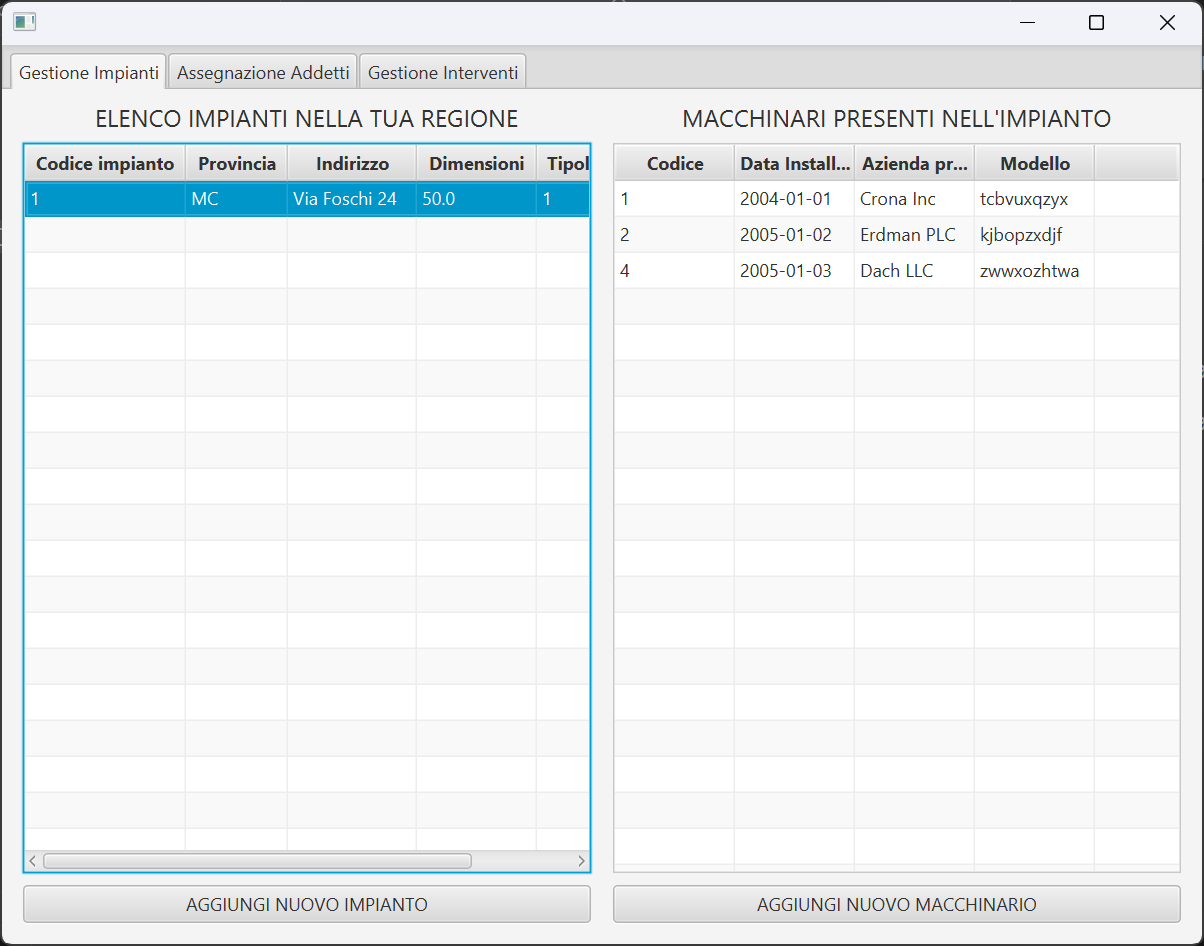 Gestione Impianti Assegnazione Addetti Gestione Interventi
ELENCO IMPIANTI NELLA TUA REGIONE
Codice impianto Provincia Indirizzo Dimensioni Tipol
1 MC Via Foschi 24 50.0 1
AGGIUNGI NUOVO IMPIANTO
MACCHINARI PRESENTI NELL'IMPIANTO
Codice Data Install... Azienda pr... Modello
1 2004-01-01 Crona Inc tcbvuxqzyx
2 2005-01-02 Erdman PLC kjbopzxdjf
4 2005-01-03 Dach LLC zwwxozhtwa
AGGIUNGI NUOVO MACCHINARIO